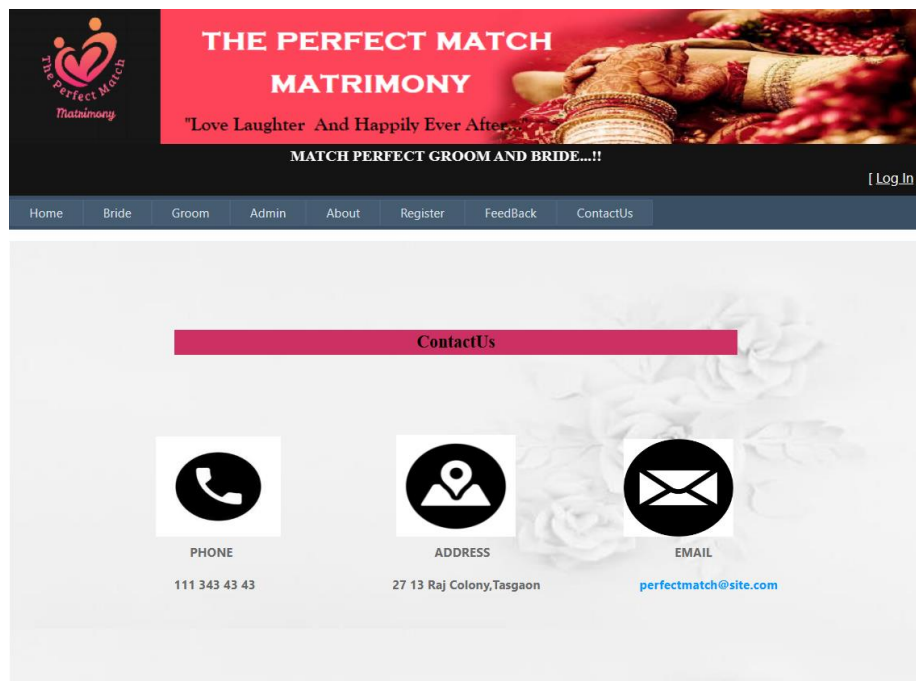 The Perfect Match
Matrimony
THE PERFECT MATCH
MATRIMONY
"Love Laughter And Happily Ever After..."
MATCH PERFECT GROOM AND BRIDE...!!
[ Log In
Home Bride Groom Admin About Register FeedBack ContactUs
ContactUs
PHONE ADDRESS EMAIL
111 343 43 43 27 13 Raj Colony,Tasgaon perfectmatch@site.com